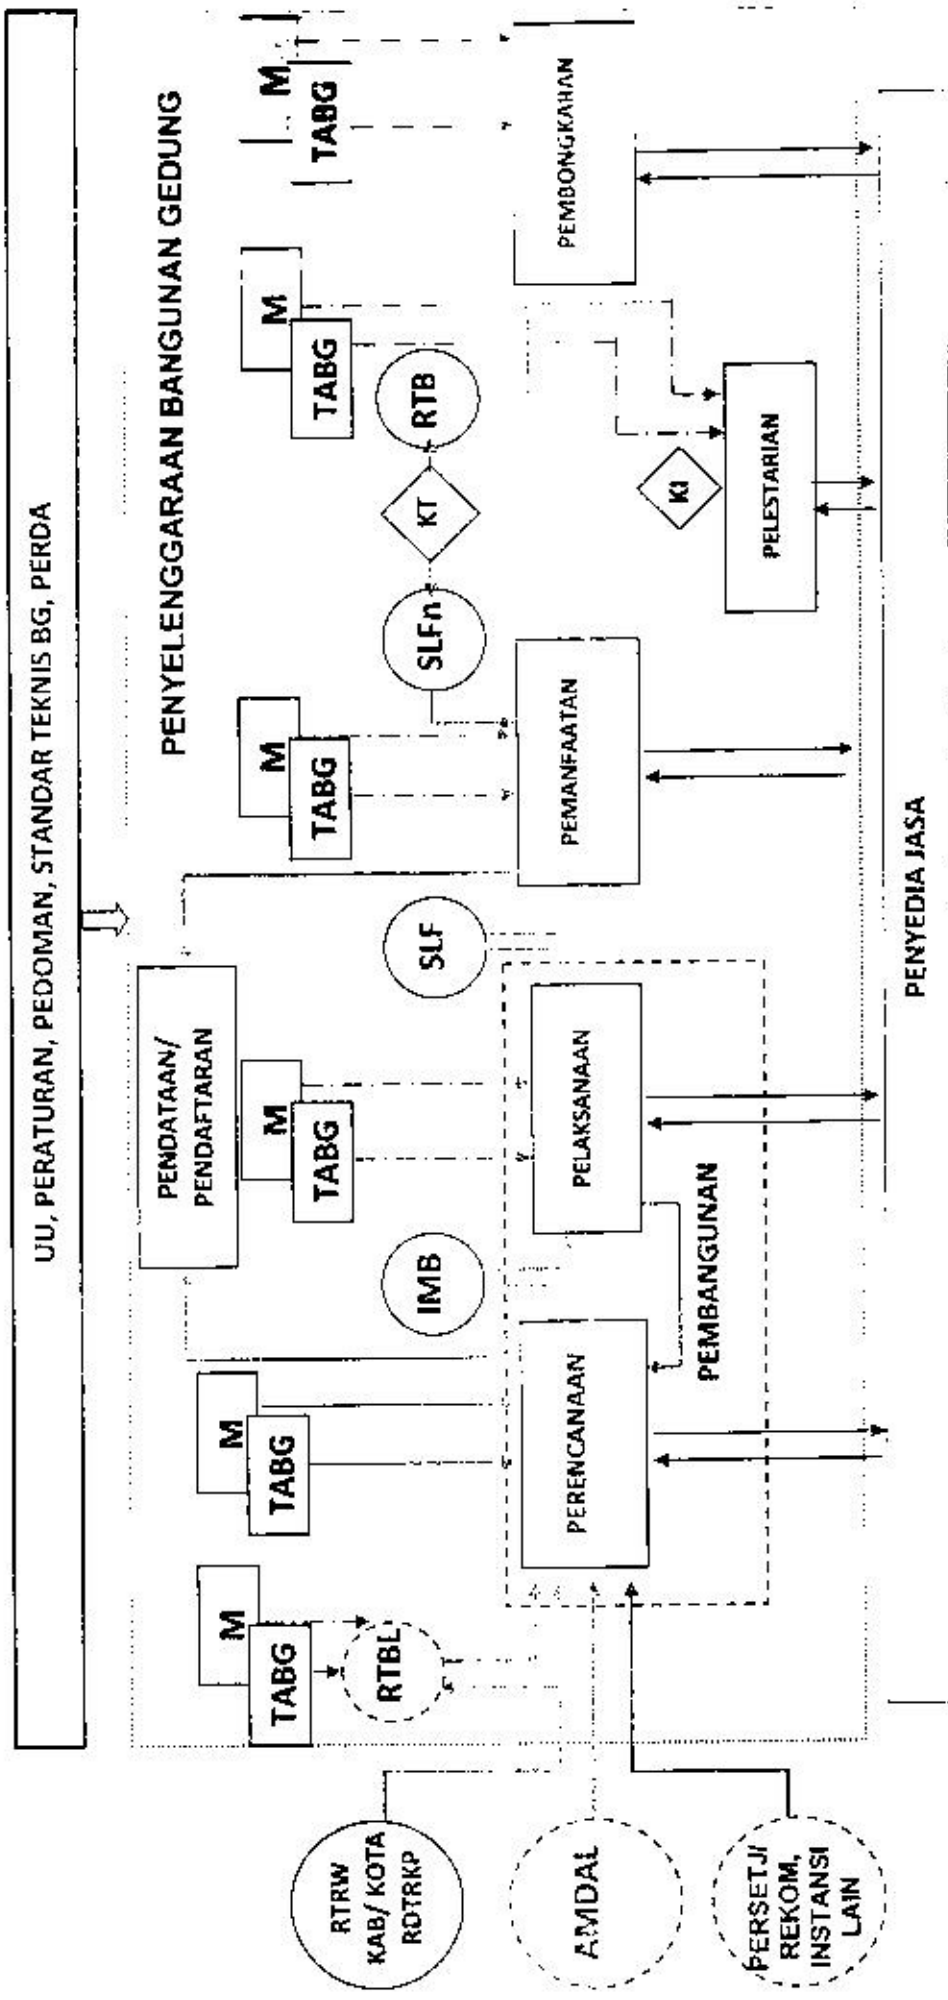 UU, PERATURAN, PEDOMAN, STANDAR TEKNIS BG, PERDA
PENYELENGGARAAN BANGUNAN GEDUNG
PENDATAAN/
PENDAFTARAN
M
TABG
M
TABG
M
TABG
M
TABG
M
TABG
M
TABG
RTRW
KAB/ KOTA
RDTRKP
RTBL
IMB
SLF
SLFn
KT
RTB
AMDAL
PERENCANAAN
PELAKSANAAN
PEMANFAATAN
KI
PELESTARIAN
PEMBONGKAHAN
PERSETJ/
REKOM,
INSTANSI
LAIN
PEMBANGUNAN
PENYEDIA JASA